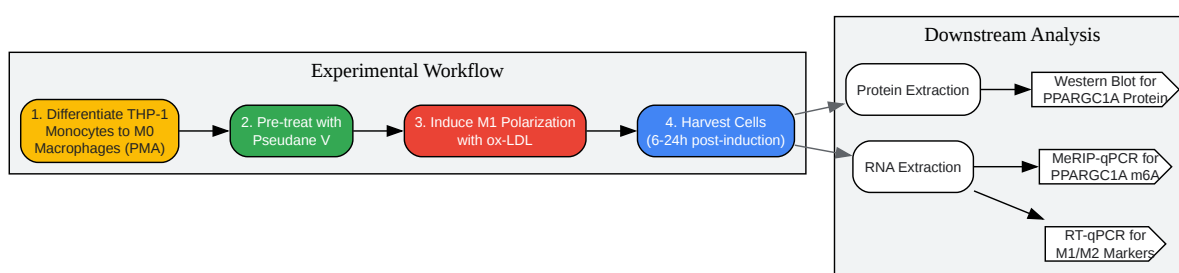 Experimental Workflow
1. Differentiate THP-1
Monocytes to M0
Macrophages (PMA)
2. Pre-treat with
Pseudane V
3. Induce M1 Polarization
with ox-LDL
4. Harvest Cells
(6-24h post-induction)
Downstream Analysis
Protein Extraction
Western Blot for
PPARGC1A Protein
RNA Extraction
MeRIP-qPCR for
PPARGC1A m6A
RT-qPCR for
M1/M2 Markers